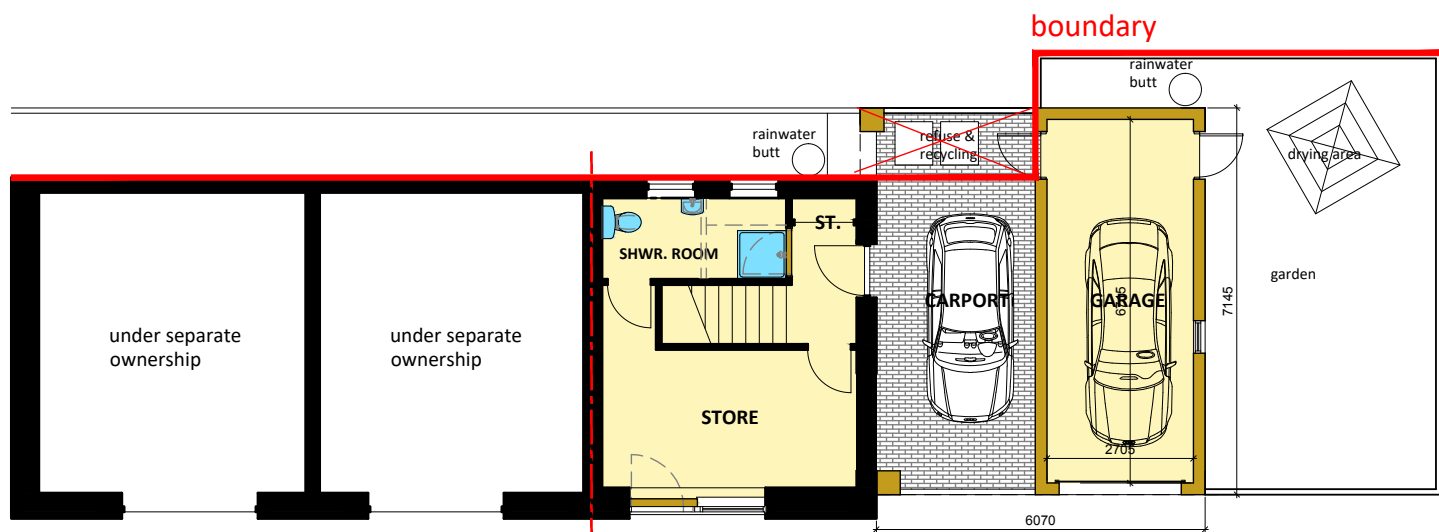 boundary
rainwater
butt
rainwater
butt
refuse &
recycling
drying area
ST.
SHWR. ROOM
garden
CARPORT
GARAGE
7145
under separate
ownership
under separate
ownership
STORE
2705
6070